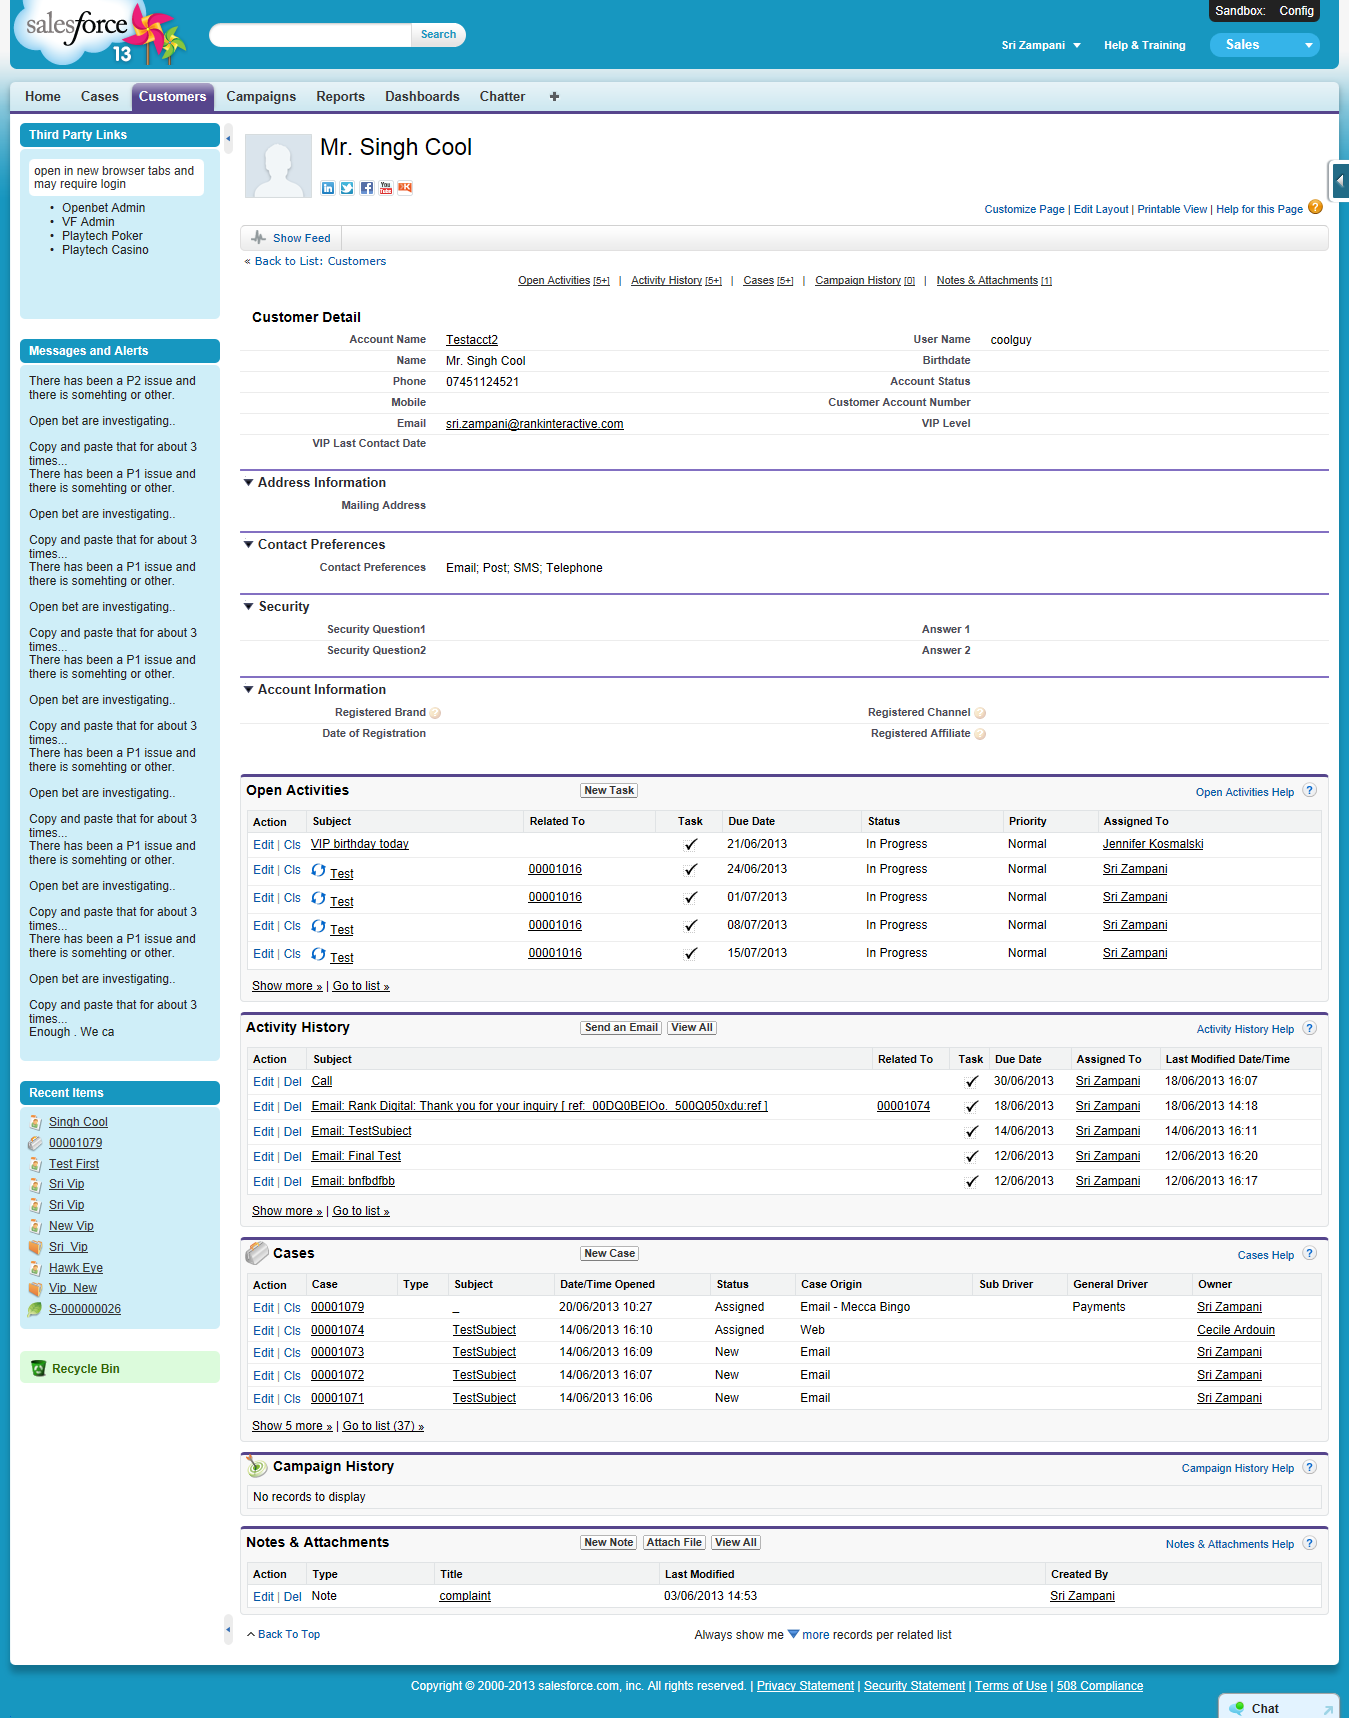 Sandbox: Config
salesforce 13
Search
Sri Zampani
Help & Training
Sales
Home Cases Customers Campaigns Reports Dashboards Chatter +
Third Party Links
open in new browser tabs and
may require login
• Openbet Admin
• VF Admin
• Playtech Poker
• Playtech Casino
Messages and Alerts
There has been a P2 issue and
there is somehting or other.
Open bet are investigating..
Copy and paste that for about 3
times...
There has been a P1 issue and
there is somehting or other.
Open bet are investigating..
Copy and paste that for about 3
times...
There has been a P1 issue and
there is somehting or other.
Open bet are investigating..
Copy and paste that for about 3
times...
There has been a P1 issue and
there is somehting or other.
Open bet are investigating..
Copy and paste that for about 3
times...
There has been a P1 issue and
there is somehting or other.
Open bet are investigating..
Copy and paste that for about 3
times...
There has been a P1 issue and
there is somehting or other.
Open bet are investigating..
Copy and paste that for about 3
times...
There has been a P1 issue and
there is somehting or other.
Open bet are investigating..
Copy and paste that for about 3
times...
Enough . We ca
Recent Items
Singh Cool
00001079
Test First
Sri Vip
Sri Vip
New Vip
Sri_Vip
Hawk Eye
Vip_New
S-000000026
Recycle Bin
Mr. Singh Cool
in You Tube
Customize Page | Edit Layout | Printable View | Help for this Page ?
Show Feed
« Back to List: Customers
Open Activities [5+] | Activity History [5+] | Cases [5+] | Campaign History [0] | Notes & Attachments [1]
Customer Detail
Account Name Testacct2 User Name coolguy
Name Mr. Singh Cool Birthdate
Phone 07451124521 Account Status
Mobile Customer Account Number
Email sri.zampani@rankinteractive.com VIP Level
VIP Last Contact Date
Address Information
Mailing Address
Contact Preferences
Contact Preferences Email; Post; SMS; Telephone
Security
Security Question1 Answer 1
Security Question2 Answer 2
Account Information
Registered Brand ? Registered Channel ?
Date of Registration Registered Affiliate ?
Open Activities New Task Open Activities Help ?
Action Subject Related To Task Due Date Status Priority Assigned To
Edit | Cls VIP birthday today 21/06/2013 In Progress Normal Jennifer Kosmalski
Edit | Cls Test 00001016 24/06/2013 In Progress Normal Sri Zampani
Edit | Cls Test 00001016 01/07/2013 In Progress Normal Sri Zampani
Edit | Cls Test 00001016 08/07/2013 In Progress Normal Sri Zampani
Edit | Cls Test 00001016 15/07/2013 In Progress Normal Sri Zampani
Show more » | Go to list »
Activity History Send an Email View All Activity History Help ?
Action Subject Related To Task Due Date Assigned To Last Modified Date/Time
Edit | Del Call 30/06/2013 Sri Zampani 18/06/2013 16:07
Edit | Del Email: Rank Digital: Thank you for your inquiry [ ref:_00DQ0BEIOo._500Q050xdu:ref ] 00001074 18/06/2013 Sri Zampani 18/06/2013 14:18
Edit | Del Email: TestSubject 14/06/2013 Sri Zampani 14/06/2013 16:11
Edit | Del Email: Final Test 12/06/2013 Sri Zampani 12/06/2013 16:20
Edit | Del Email: bnfbdfbb 12/06/2013 Sri Zampani 12/06/2013 16:17
Show more » | Go to list »
Cases New Case Cases Help ?
Action Case Type Subject Date/Time Opened Status Case Origin Sub Driver General Driver Owner
Edit | Cls 00001079 _ 20/06/2013 10:27 Assigned Email - Mecca Bingo Payments Sri Zampani
Edit | Cls 00001074 TestSubject 14/06/2013 16:10 Assigned Web Cecile Ardouin
Edit | Cls 00001073 TestSubject 14/06/2013 16:09 New Email Sri Zampani
Edit | Cls 00001072 TestSubject 14/06/2013 16:07 New Email Sri Zampani
Edit | Cls 00001071 TestSubject 14/06/2013 16:06 New Email Sri Zampani
Show 5 more » | Go to list (37) »
Campaign History Campaign History Help ?
No records to display
Notes & Attachments New Note Attach File View All Notes & Attachments Help ?
Action Type Title Last Modified Created By
Edit | Del Note complaint 03/06/2013 14:53 Sri Zampani
Back To Top
Always show me more records per related list
Copyright © 2000-2013 salesforce.com, inc. All rights reserved. | Privacy Statement | Security Statement | Terms of Use | 508 Compliance
Chat